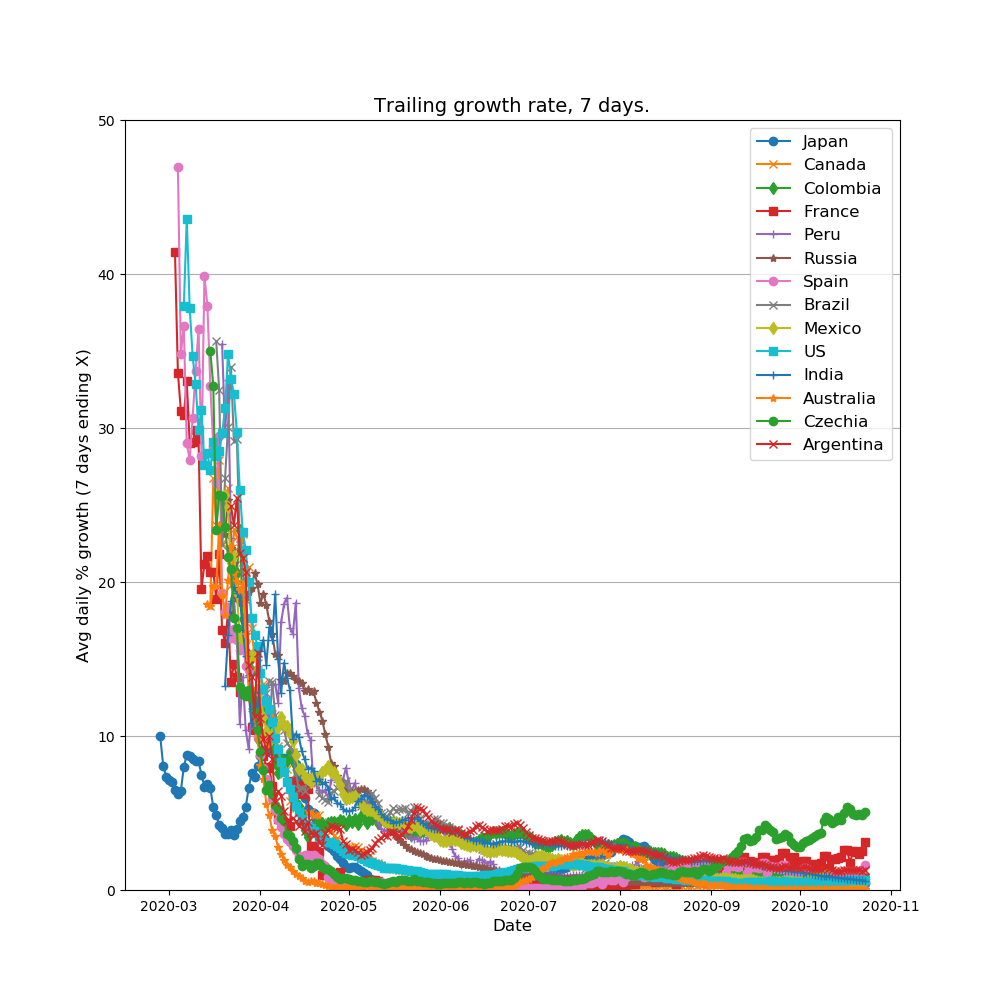 Trailing growth rate, 7 days.
50
40
30
20
10
0
Avg daily % growth (7 days ending X)
Japan
Canada
Colombia
France
Peru
Russia
Spain
Brazil
Mexico
US
India
Australia
Czechia
Argentina
2020-03 2020-04 2020-05 2020-06 2020-07 2020-08 2020-09 2020-10 2020-11
Date